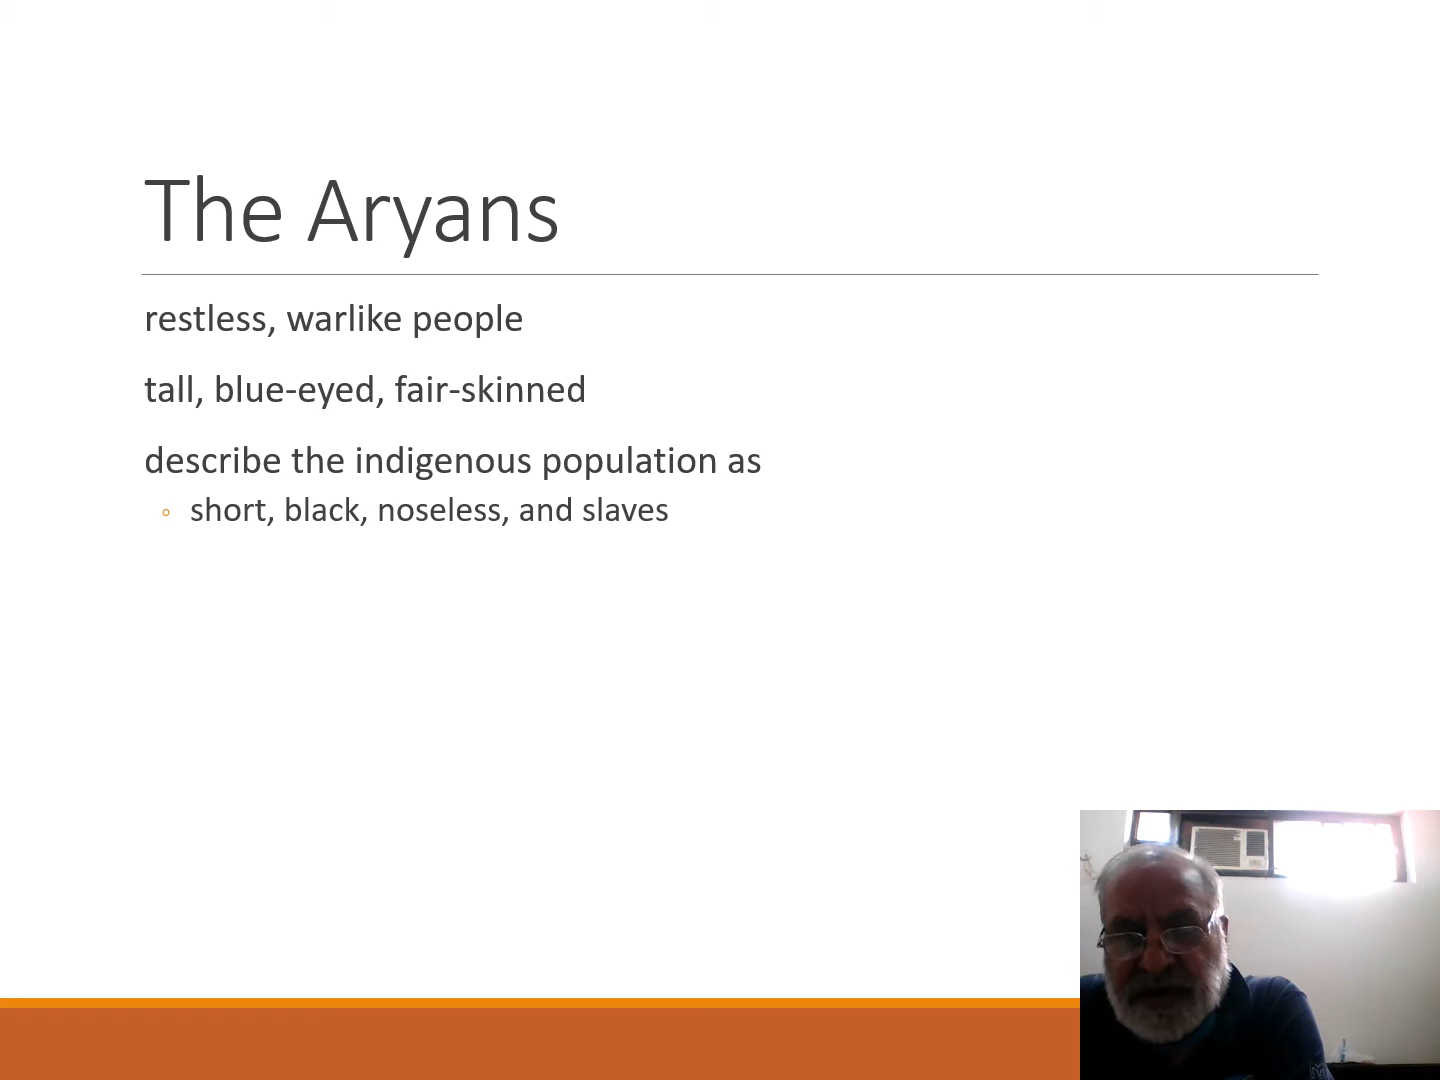 The Aryans
restless, warlike people
tall, blue-eyed, fair-skinned
describe the indigenous population as
◦ short, black, noseless, and slaves